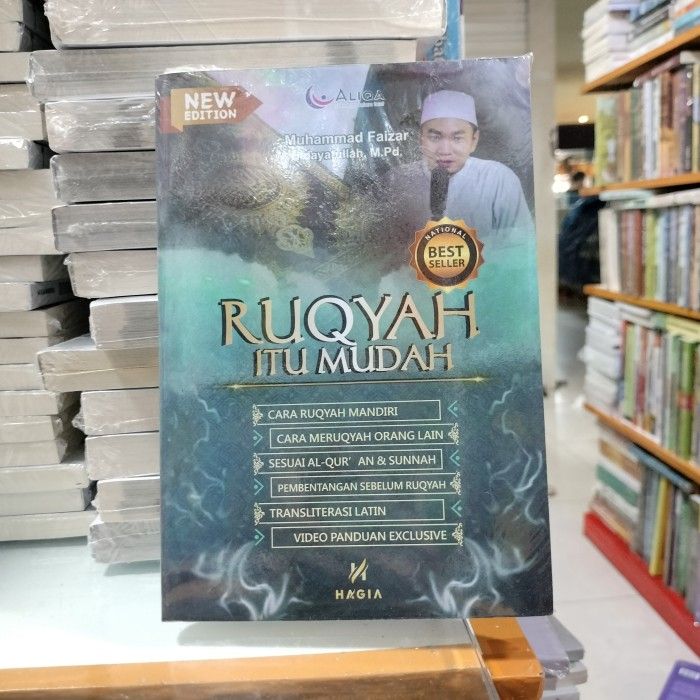 NEW
EDITION
ALIQA
Muhammad Faizar
Hidayatullah, M.Pd.
NATIONAL
BEST
SELLER
RUQYAH
ITU MUDAH
CARA RUQYAH MANDIRI
CARA MERUQYAH ORANG LAIN
SESUAI AL-QUR' AN & SUNNAH
PEMBENTANGAN SEBELUM RUQYAH
TRANSLITERASI LATIN
VIDEO PANDUAN EXCLUSIVE
HAGIA